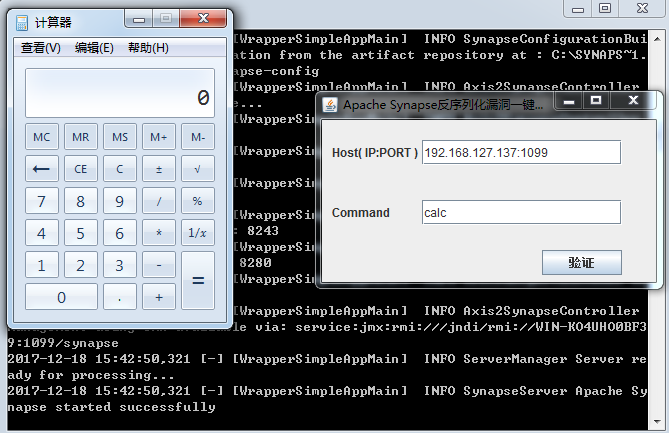 计算器
查看(V) 编辑(E) 帮助(H)
0
MC MR MS M+ M-
← CE C ± √
7 8 9 / %
4 5 6 * 1/x
1 2 3 - =
0 . +
[WrapperSimpleAppMain] INFO SynapseConfigurationBui
ation from the artifact repository at : C:\SYNAPS~1.
apse-config
[WrapperSimpleAppMain] INFO Axis2SynapseController
e...
[WrapperSim
[WrapperSim
[WrapperSim
: 8243
[WrapperSim
8280
[WrapperSim
Apache Synapse反序列化漏洞一键...
Host( IP:PORT ) 192.168.127.137:1099
Command calc
验证
[WrapperSimpleAppMain] INFO Axis2SynapseController
via: service:jmx:rmi:///jndi/rmi://WIN-KO4UHO0BF3
9:1099/synapse
2017-12-18 15:42:50,321 [-] [WrapperSimpleAppMain] INFO ServerManager Server re
ady for processing...
2017-12-18 15:42:50,321 [-] [WrapperSimpleAppMain] INFO SynapseServer Apache Sy
napse started successfully